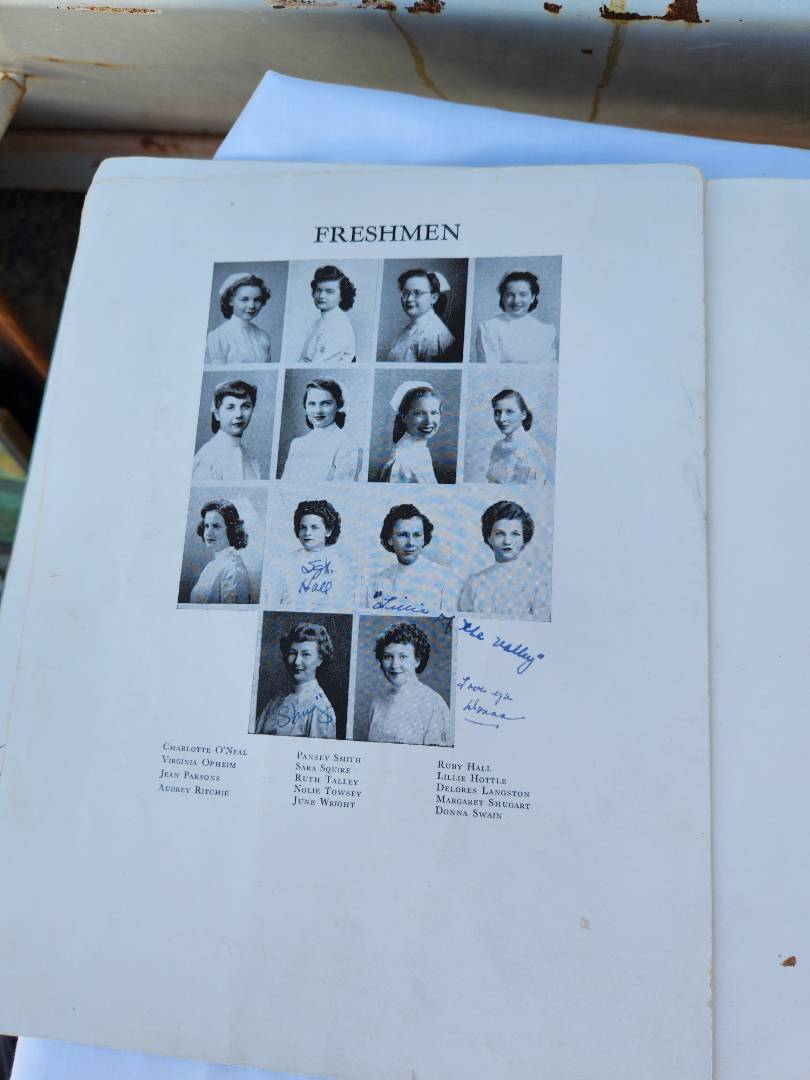 FRESHMEN
Sgt.
Hall
"Lillie of the valley"
Love ya
Donna
"Shug"
CHARLOTTE O'NEAL
VIRGINIA OPHEIM
JEAN PARSONS
AUDREY RITCHIE
PANSEY SMITH
SARA SQUIRE
RUTH TALLEY
NOLIE TOWSEY
JUNE WRIGHT
RUBY HALL
LILLIE HOTTLE
DELORES LANGSTON
MARGARET SHUGART
DONNA SWAIN